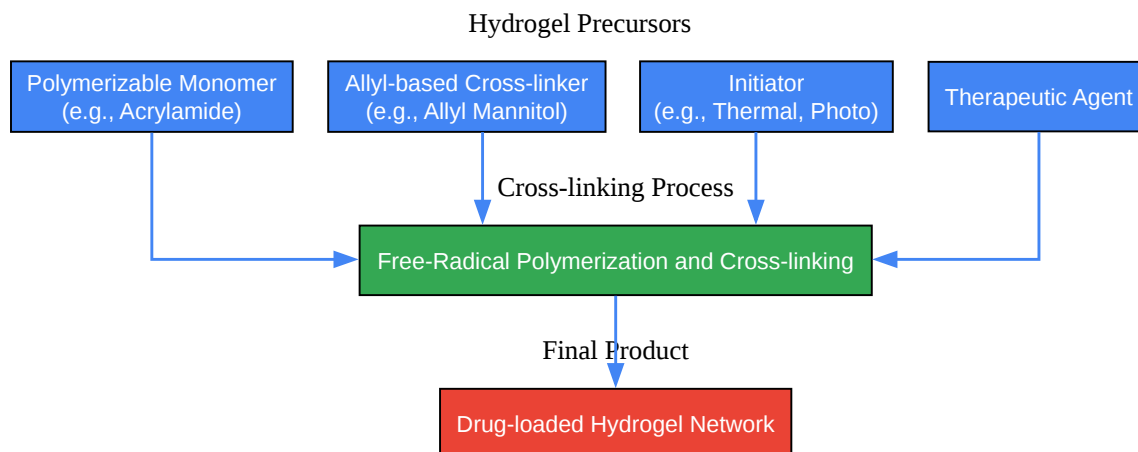 Hydrogel Precursors
Polymerizable Monomer
(e.g., Acrylamide)
Allyl-based Cross-linker
(e.g., Allyl Mannitol)
Initiator
(e.g., Thermal, Photo)
Therapeutic Agent
Cross-linking Process
Free-Radical Polymerization and Cross-linking
Final Product
Drug-loaded Hydrogel Network